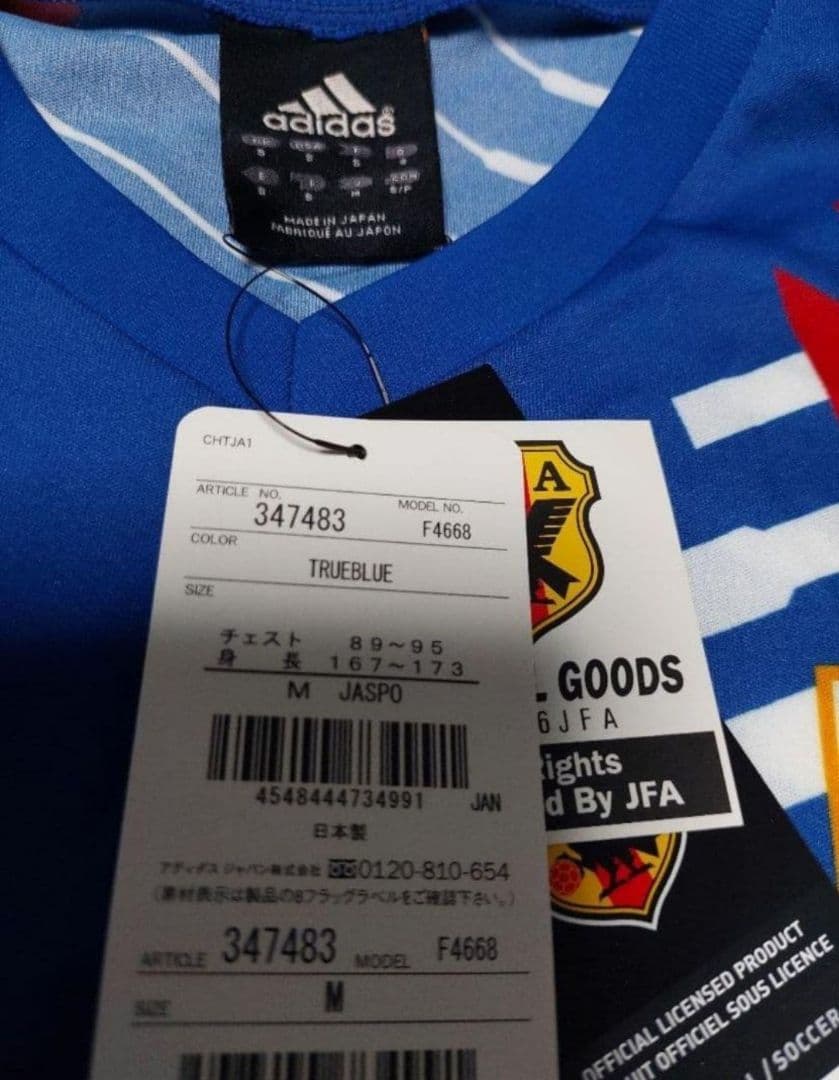 adidas
MADE IN JAPAN
FABRIQUÉ AU JAPON
CHTJA1
ARTICLE NO.
347483
MODEL NO.
F4668
COLOR
TRUEBLUE
SIZE
チェスト 89～95
身長 167～173
M JASPO
4548444734991 JAN
日本製
アディダス ジャパン株式会社 0120-810-654
(素材表示は製品の8フラッグラベルをご確認下さい。)
ARTICLE 347483 MODEL F4668
SIZE M
A
GOODS
6JFA
ights
d By JFA
OFFICIAL LICENSED PRODUCT
UIT OFFICIEL SOUS LICENCE
/ SOCCER